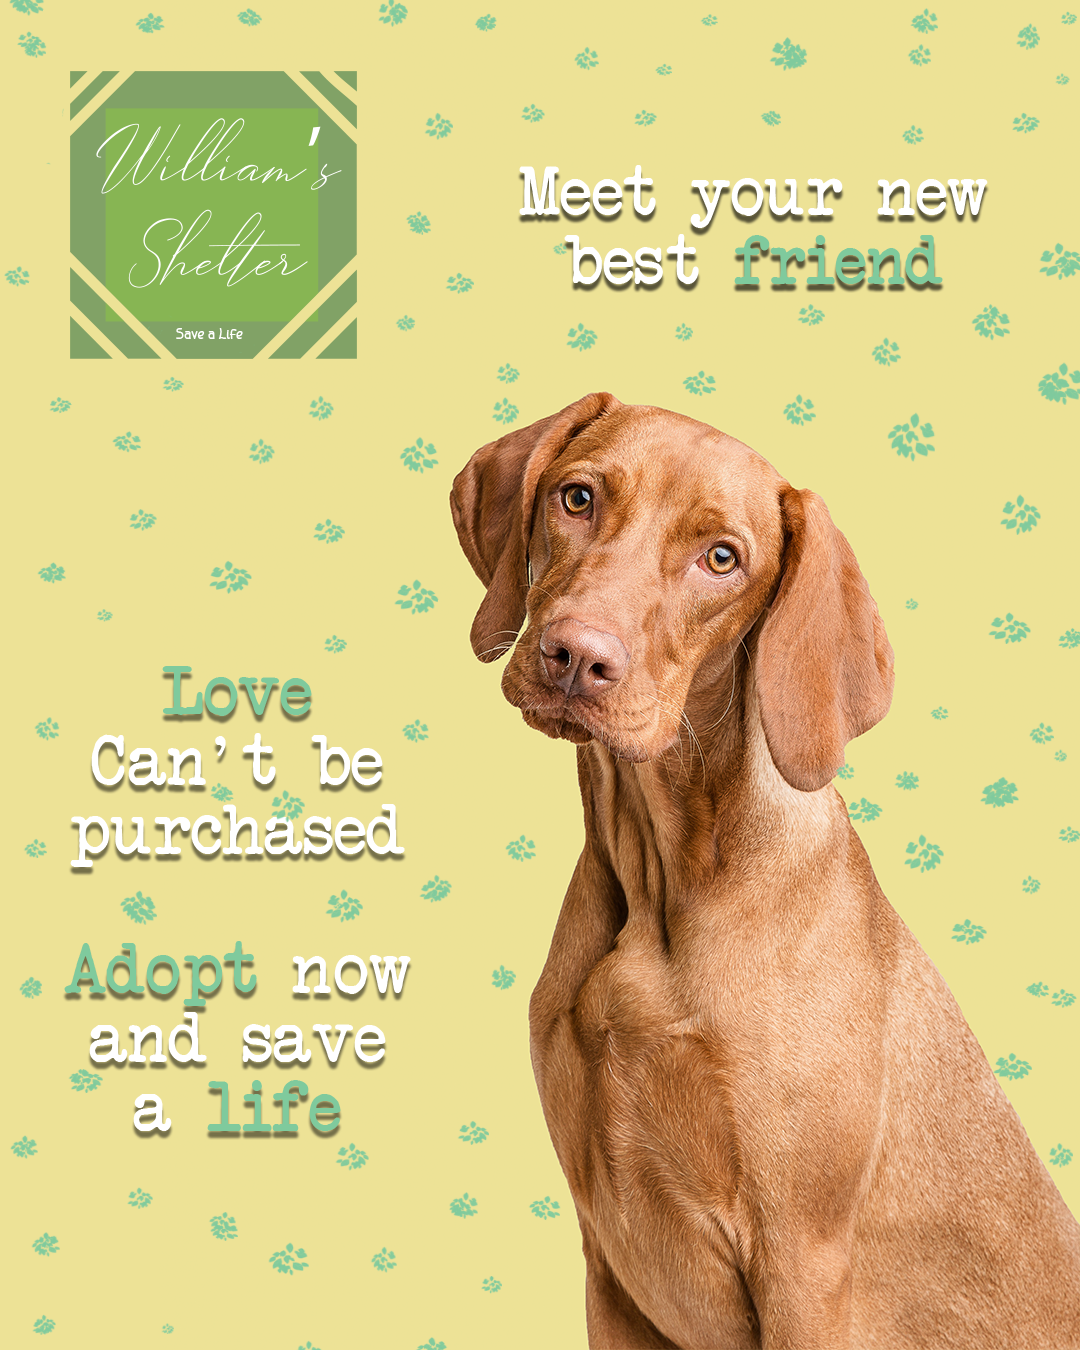 William's
Shelter
Save a Life
Meet your new
best friend
Love
Can't be
purchased
Adopt now
and save
a life